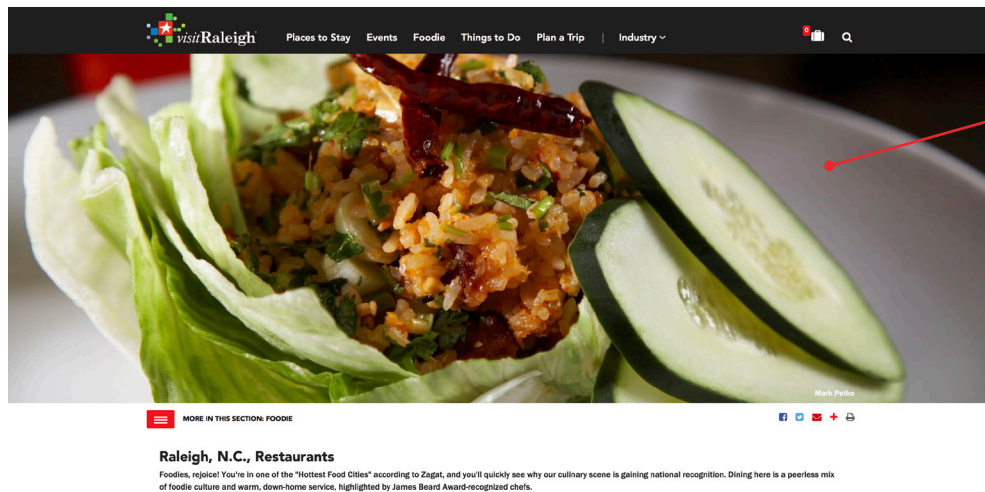 visitRaleigh
Places to Stay Events Foodie Things to Do Plan a Trip | Industry
0
Mark Petko
MORE IN THIS SECTION: FOODIE
Raleigh, N.C., Restaurants
Foodies, rejoice! You're in one of the "Hottest Food Cities" according to Zagat, and you'll quickly see why our culinary scene is gaining national recognition. Dining here is a peerless mix
of foodie culture and warm, down-home service, highlighted by James Beard Award-recognized chefs.